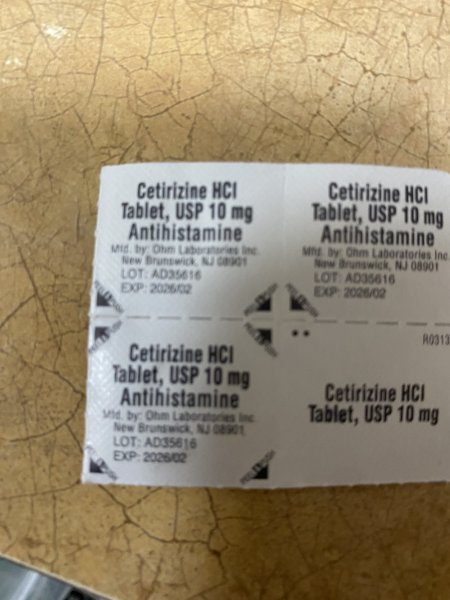 Cetirizine HCl
Tablet, USP 10 mg
Antihistamine
Mfd. by: Ohm Laboratories Inc.
New Brunswick, NJ 08901
LOT: AD35616
EXP: 2026/02
Cetirizine HCl
Tablet, USP 10 mg
Antihistamine
Mfd. by: Ohm Laboratories Inc.
New Brunswick, NJ 08901
LOT: AD35616
EXP: 2026/02
Cetirizine HCl
Tablet, USP 10 mg
Antihistamine
Mfd. by: Ohm Laboratories Inc.
New Brunswick, NJ 08901
LOT: AD35616
EXP: 2026/02
R0313
Cetirizine HCl
Tablet, USP 10 mg